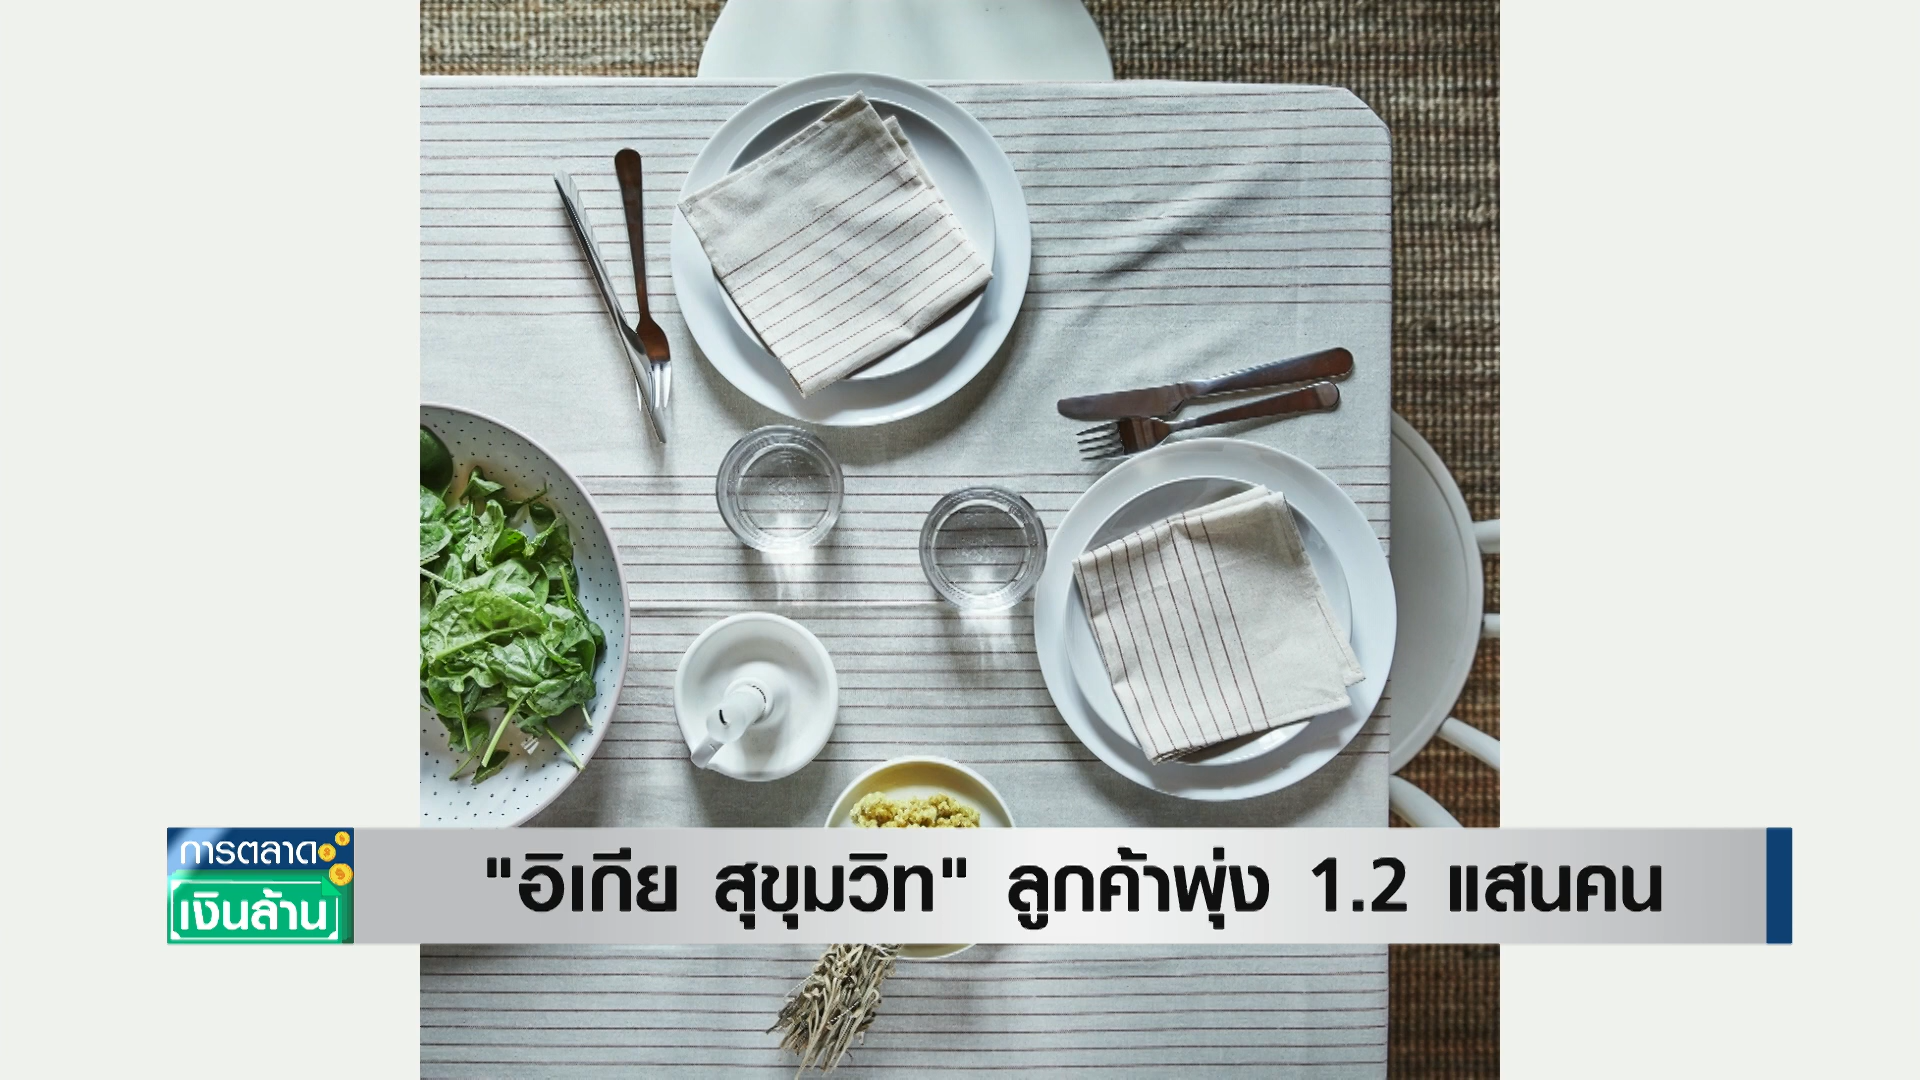 การตลาด
เงินล้าน
"อิเกีย สุขุมวิท" ลูกค้าพุ่ง 1.2 แสนคน